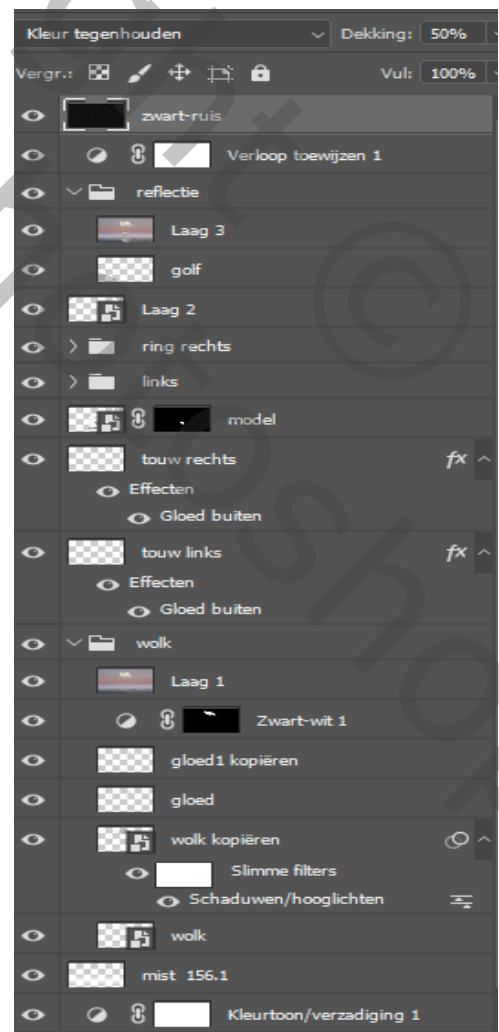 Kleur tegenhouden Dekking: 50%
Vergr.: Vul: 100%
zwart-ruis
Verloop toewijzen 1
reflectie
Laag 3
golf
Laag 2
ring rechts
links
model
touw rechts fx
Effecten
Gloed buiten
touw links fx
Effecten
Gloed buiten
wolk
Laag 1
Zwart-wit 1
gloed1 kopiëren
gloed
wolk kopiëren
Slimme filters
Schaduwen/hooglichten
wolk
mist 156.1
Kleurtoon/verzadiging 1